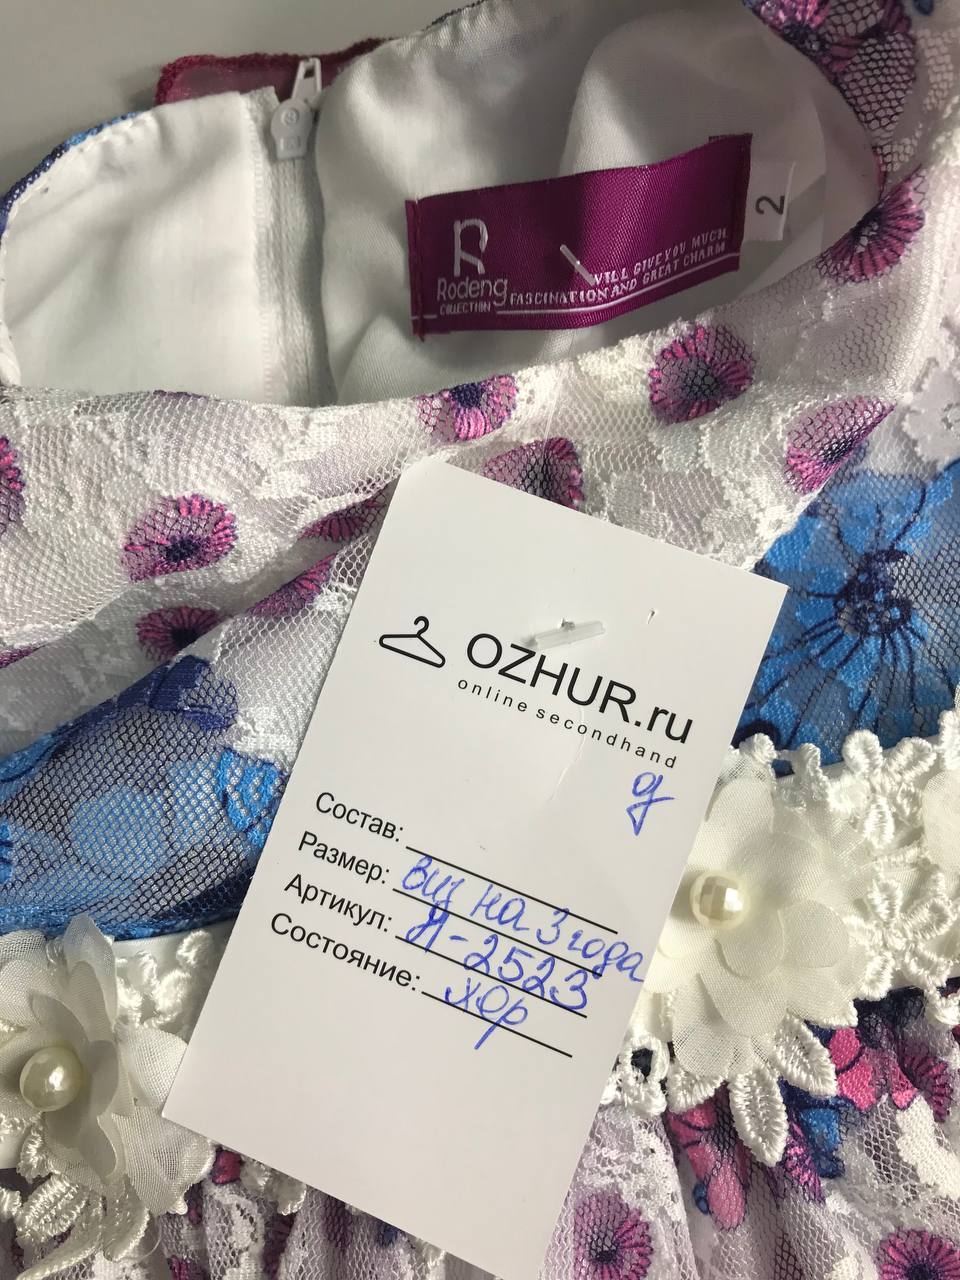 2
R
Rodeng
COLLECTION
WILL GIVE YOU MUCH
FASCINATION AND GREAT CHARM
OZHUR.ru
online secondhand
д
Состав:
Размер: виз на 3 года
Артикул: Я-2523
Состояние: хор